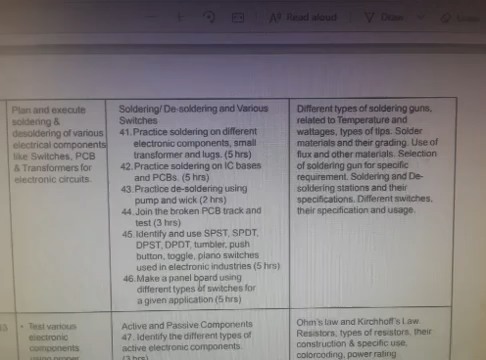 Read aloud
Draw
Plan and execute
soldering &
desoldering of various
electrical components
like Switches, PCB
& Transformers for
electronic circuits.
Soldering/ De-soldering and Various
Switches
41. Practice soldering on different
electronic components, small
transformer and lugs. (5 hrs)
42. Practice soldering on IC bases
and PCBs. (5 hrs)
43. Practice de-soldering using
pump and wick (2 hrs)
44. Join the broken PCB track and
test (3 hrs)
45. Identify and use SPST, SPDT,
DPST, DPDT, tumbler, push
button, toggle, piano switches
used in electronic industries (5 hrs)
46. Make a panel board using
different types of switches for
a given application (5 hrs)
Different types of soldering guns,
related to Temperature and
wattages, types of tips. Solder
materials and their grading. Use of
flux and other materials. Selection
of soldering gun for specific
requirement. Soldering and De-
soldering stations and their
specifications. Different switches,
their specification and usage.
• Test various
electronic
components
using proper
Active and Passive Components
47. Identify the different types of
active electronic components.
(3 hrs)
Ohm's law and Kirchhoff's Law.
Resistors, types of resistors, their
construction & specific use,
colorcoding, power rating